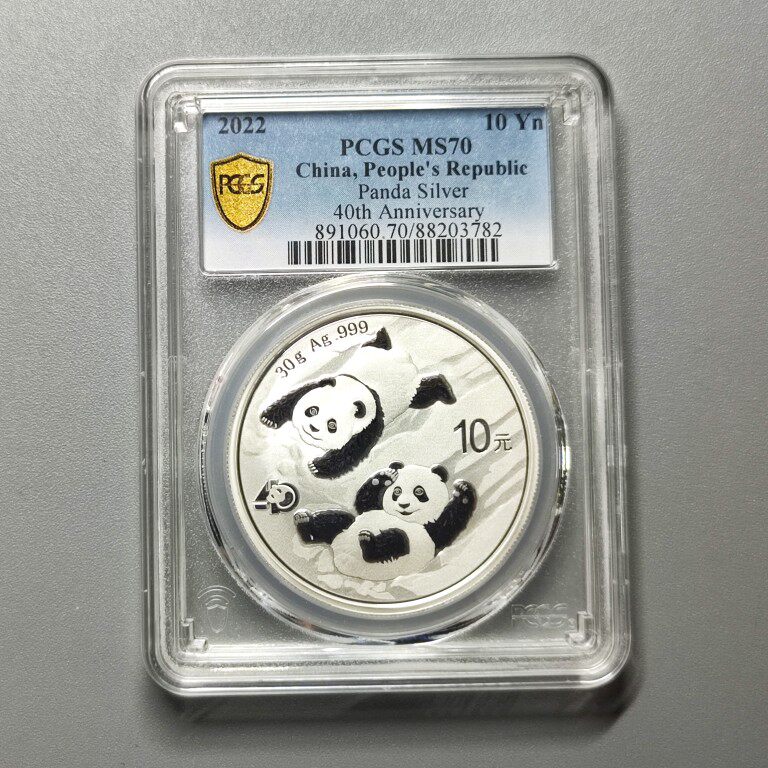 2022 10 Yn
PCGS PCGS MS70
China, People's Republic
Panda Silver
40th Anniversary
891060.70/88203782
30g Ag .999
10元
40
PCGS